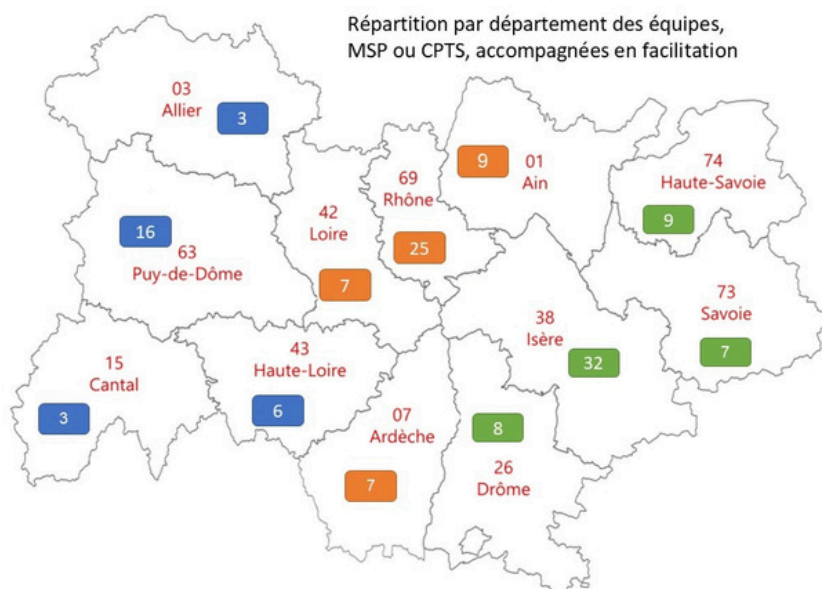 Répartition par département des équipes,
MSP ou CPTS, accompagnées en facilitation
03
Allier
3
16
63
Puy-de-Dôme
42
Loire
7
69
Rhône
25
9
01
Ain
74
Haute-Savoie
9
73
Savoie
7
38
Isère
32
15
Cantal
3
43
Haute-Loire
6
07
Ardèche
7
8
26
Drôme